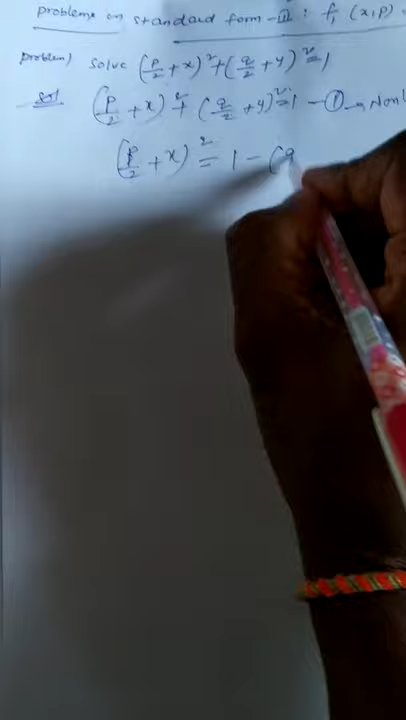 problems on standard form -III : f₁ (x,p)
problem) solve (p/2 + x)² + (q/2 + y)² = 1
sol (p/2 + x)² + (q/2 + y)² = 1 — ① → Non
(p/2 + x)² = 1 - (q